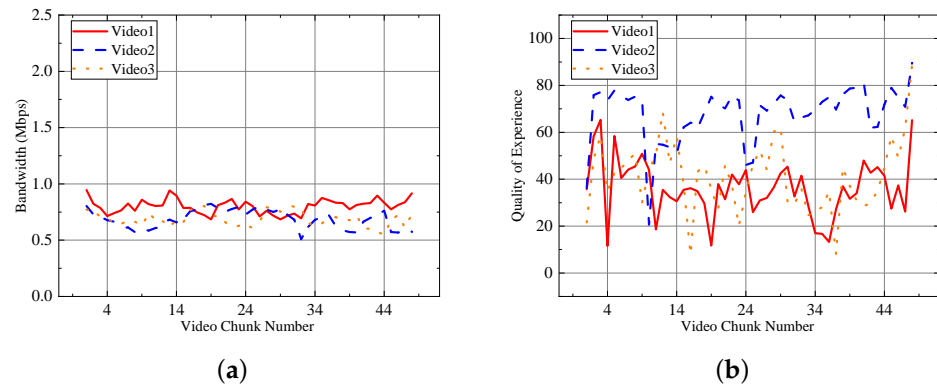 2.5
2.0
1.5
1.0
0.5
0.0
Bandwidth (Mbps)
Video1
Video2
Video3
4 14 24 34 44
Video Chunk Number
(a)
100
80
60
40
20
0
Quality of Experience
Video1
Video2
Video3
4 14 24 34 44
Video Chunk Number
(b)